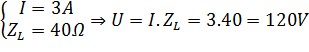 {I = 3A
Z_L = 40Ω ⇒ U = I.Z_L = 3.40 = 120V